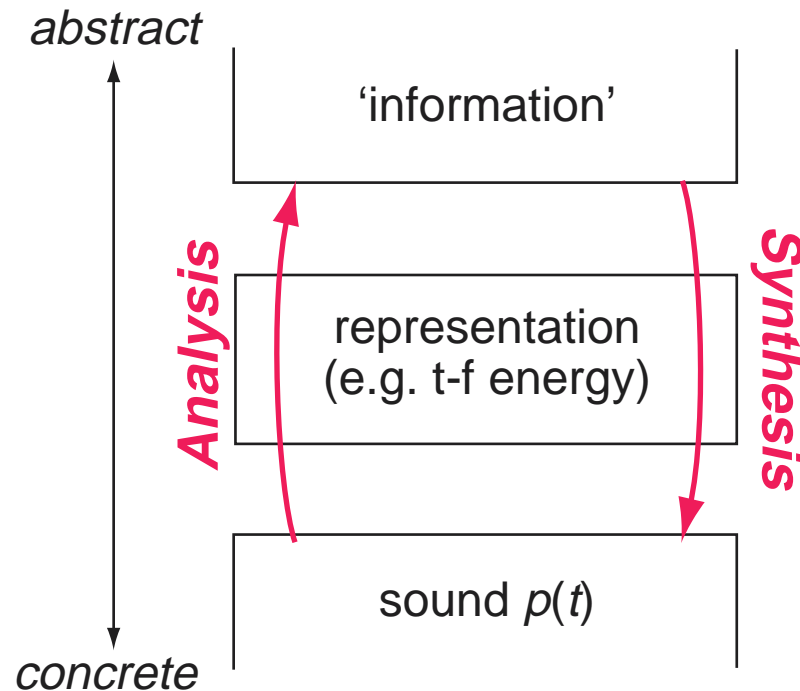 abstract
‘information’
Analysis
Synthesis
representation
(e.g. t-f energy)
sound p(t)
concrete